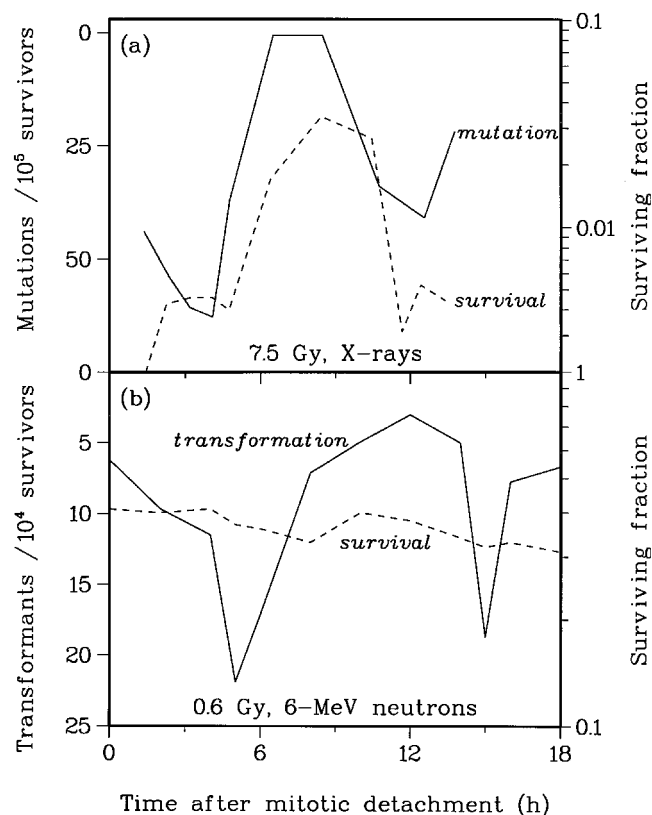 (a)
Mutations /10⁵ survivors
0
25
50
0
mutation
survival
7.5 Gy, X-rays
0.1
0.01
1
Surviving fraction
(b)
Transformants /10⁴ survivors
5
10
15
20
25
transformation
survival
0.6 Gy, 6-MeV neutrons
0.1
Surviving fraction
0
6
12
18
Time after mitotic detachment (h)